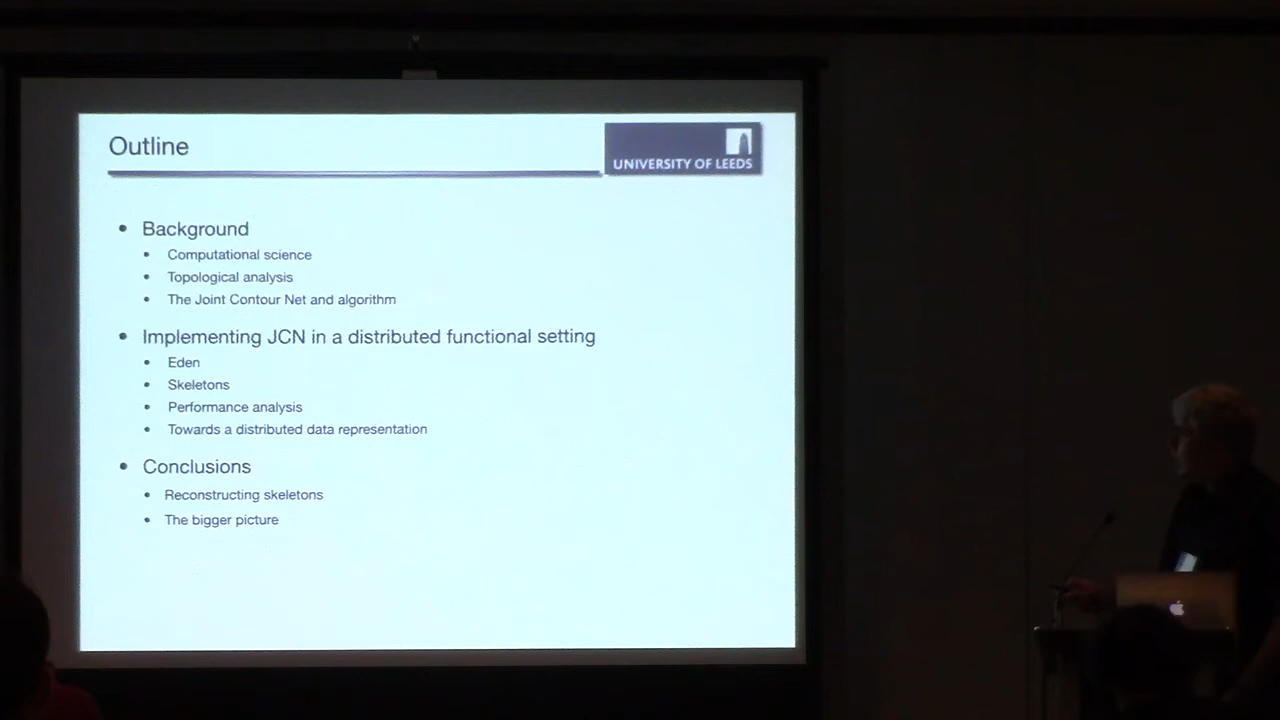 Outline
UNIVERSITY OF LEEDS
• Background
• Computational science
• Topological analysis
• The Joint Contour Net and algorithm
• Implementing JCN in a distributed functional setting
• Eden
• Skeletons
• Performance analysis
• Towards a distributed data representation
• Conclusions
• Reconstructing skeletons
• The bigger picture